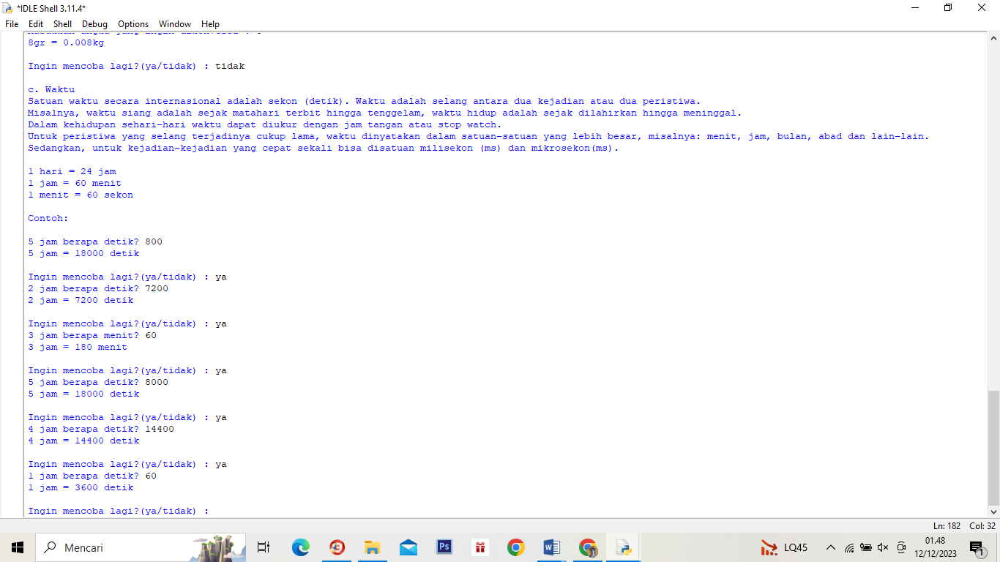 *IDLE Shell 3.11.4*
File Edit Shell Debug Options Window Help
8gr = 0.008kg
Ingin mencoba lagi?(ya/tidak) : tidak
c. Waktu
Satuan waktu secara internasional adalah sekon (detik). Waktu adalah selang antara dua kejadian atau dua peristiwa.
Misalnya, waktu siang adalah sejak matahari terbit hingga tenggelam, waktu hidup adalah sejak dilahirkan hingga meninggal.
Dalam kehidupan sehari-hari waktu dapat diukur dengan jam tangan atau stop watch.
Untuk peristiwa yang selang terjadinya cukup lama, waktu dinyatakan dalam satuan-satuan yang lebih besar, misalnya: menit, jam, bulan, abad dan lain-lain.
Sedangkan, untuk kejadian-kejadian yang cepat sekali bisa disatuan milisekon (ms) dan mikrosekon(ms).
1 hari = 24 jam
1 jam = 60 menit
1 menit = 60 sekon
Contoh:
5 jam berapa detik? 800
5 jam = 18000 detik
Ingin mencoba lagi?(ya/tidak) : ya
2 jam berapa detik? 7200
2 jam = 7200 detik
Ingin mencoba lagi?(ya/tidak) : ya
3 jam berapa menit? 60
3 jam = 180 menit
Ingin mencoba lagi?(ya/tidak) : ya
5 jam berapa detik? 8000
5 jam = 18000 detik
Ingin mencoba lagi?(ya/tidak) : ya
4 jam berapa detik? 14400
4 jam = 14400 detik
Ingin mencoba lagi?(ya/tidak) : ya
1 jam berapa detik? 60
1 jam = 3600 detik
Ingin mencoba lagi?(ya/tidak) :
Ln: 182 Col: 32
Mencari
Ps
LQ45
01.48
12/12/2023
1